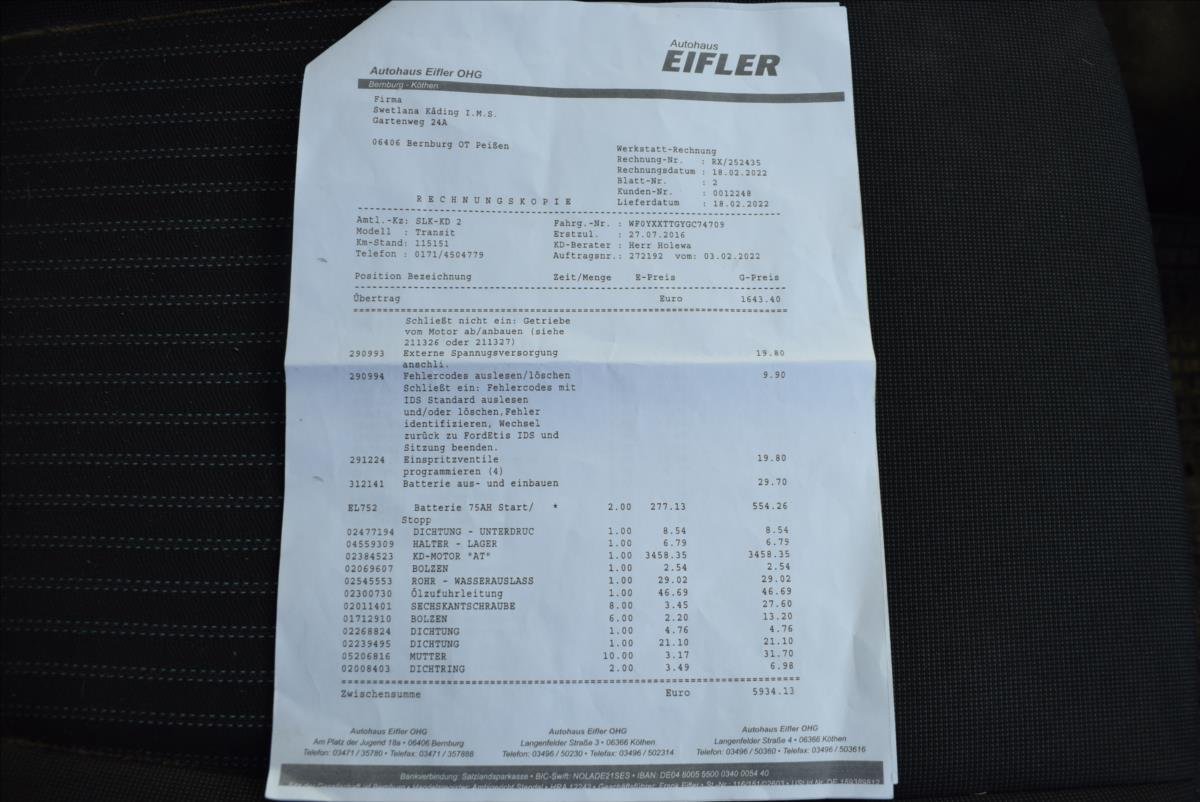 Autohaus
EIFLER
Autohaus Eifler OHG
Bernburg - Köthen
Firma
Swetlana Käding I.M.S.
Gartenweg 24A
06406 Bernburg OT Peißen
Werkstatt-Rechnung
Rechnung-Nr. : RX/252435
Rechnungsdatum : 18.02.2022
Blatt-Nr. : 2
Kunden-Nr. : 0012248
Lieferdatum : 18.02.2022
RECHNUNGSKOPIE
Amtl.-Kz: SLK-KD 2 Fahrg.-Nr. : WF0YXXTTGYGC74709
Modell : Transit Erstzul. : 27.07.2016
Km-Stand: 115151 KD-Berater : Herr Holewa
Telefon : 0171/4504779 Auftragsnr.: 272192 vom: 03.02.2022
Position Bezeichnung Zeit/Menge E-Preis G-Preis
Übertrag Euro 1643.40
Schließt nicht ein: Getriebe
vom Motor ab/anbauen (siehe
211326 oder 211327)
290993 Externe Spannugsversorgung 19.80
anschli.
290994 Fehlercodes auslesen/löschen 9.90
Schließt ein: Fehlercodes mit
IDS Standard auslesen
und/oder löschen,Fehler
identifizieren, Wechsel
zurück zu FordEtis IDS und
Sitzung beenden.
291224 Einspritzventile 19.80
programmieren (4)
312141 Batterie aus- und einbauen 29.70
EL752 Batterie 75AH Start/ * 2.00 277.13 554.26
Stopp
02477194 DICHTUNG - UNTERDRUC 1.00 8.54 8.54
04559309 HALTER - LAGER 1.00 6.79 6.79
02384523 KD-MOTOR "AT" 1.00 3458.35 3458.35
02069607 BOLZEN 1.00 2.54 2.54
02545553 ROHR - WASSERAUSLASS 1.00 29.02 29.02
02300730 Ölzufuhrleitung 1.00 46.69 46.69
02011401 SECHSKANTSCHRAUBE 8.00 3.45 27.60
01712910 BOLZEN 6.00 2.20 13.20
02268824 DICHTUNG 1.00 4.76 4.76
02239495 DICHTUNG 1.00 21.10 21.10
05206816 MUTTER 10.00 3.17 31.70
02008403 DICHTRING 2.00 3.49 6.98
Zwischensumme Euro 5934.13
Autohaus Eifler OHG
Am Platz der Jugend 18a • 06406 Bernburg
Telefon: 03471 / 35780 • Telefax: 03471 / 357888
Autohaus Eifler OHG
Langenfelder Straße 3 • 06366 Köthen
Telefon: 03496 / 50230 • Telefax: 03496 / 502314
Autohaus Eifler OHG
Langenfelder Straße 4 • 06366 Köthen
Telefon: 03496 / 50360 • Telefax: 03496 / 503616
Bankverbindung: Salzlandsparkasse • BIC-Swift: NOLADE21SES • IBAN: DE04 8005 5500 0340 0054 40